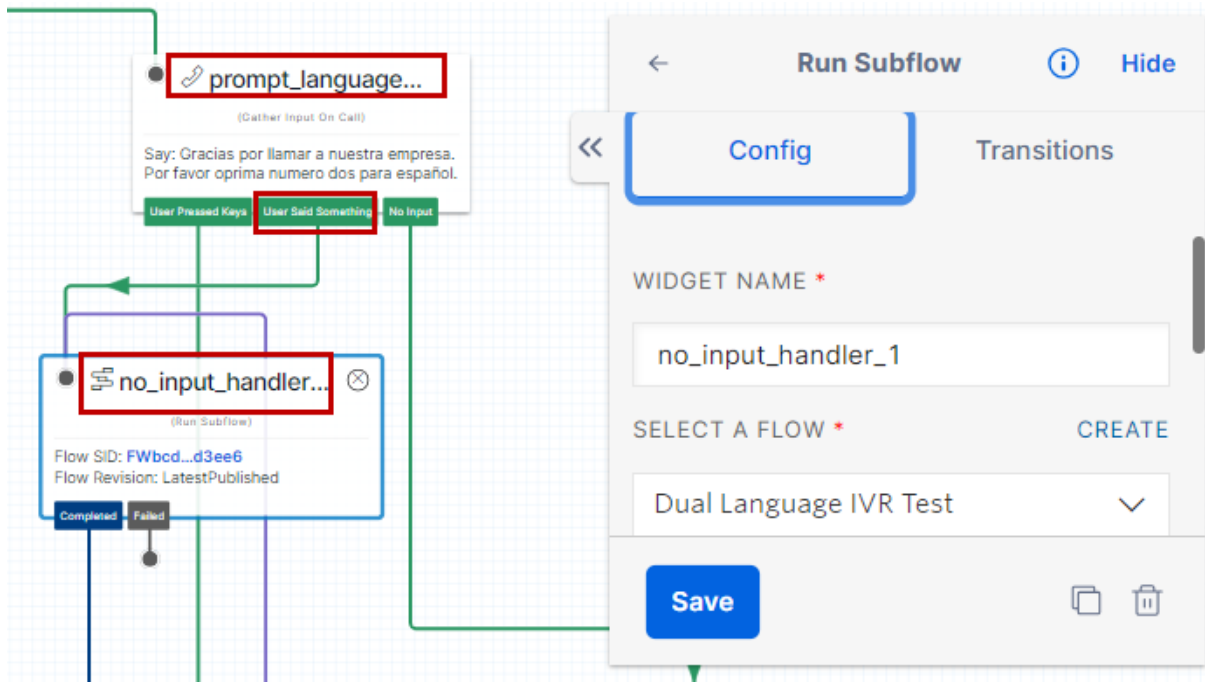 prompt_language...
(Gather Input On Call)
Say: Gracias por llamar a nuestra empresa.
Por favor oprima numero dos para español.
User Pressed Keys
User Said Something
No Input
no_input_handler...
(Run Subflow)
Flow SID: FWbcd...d3ee6
Flow Revision: LatestPublished
Completed
Failed
Run Subflow
Hide
Config
Transitions
WIDGET NAME *
no_input_handler_1
SELECT A FLOW *
CREATE
Dual Language IVR Test
Save